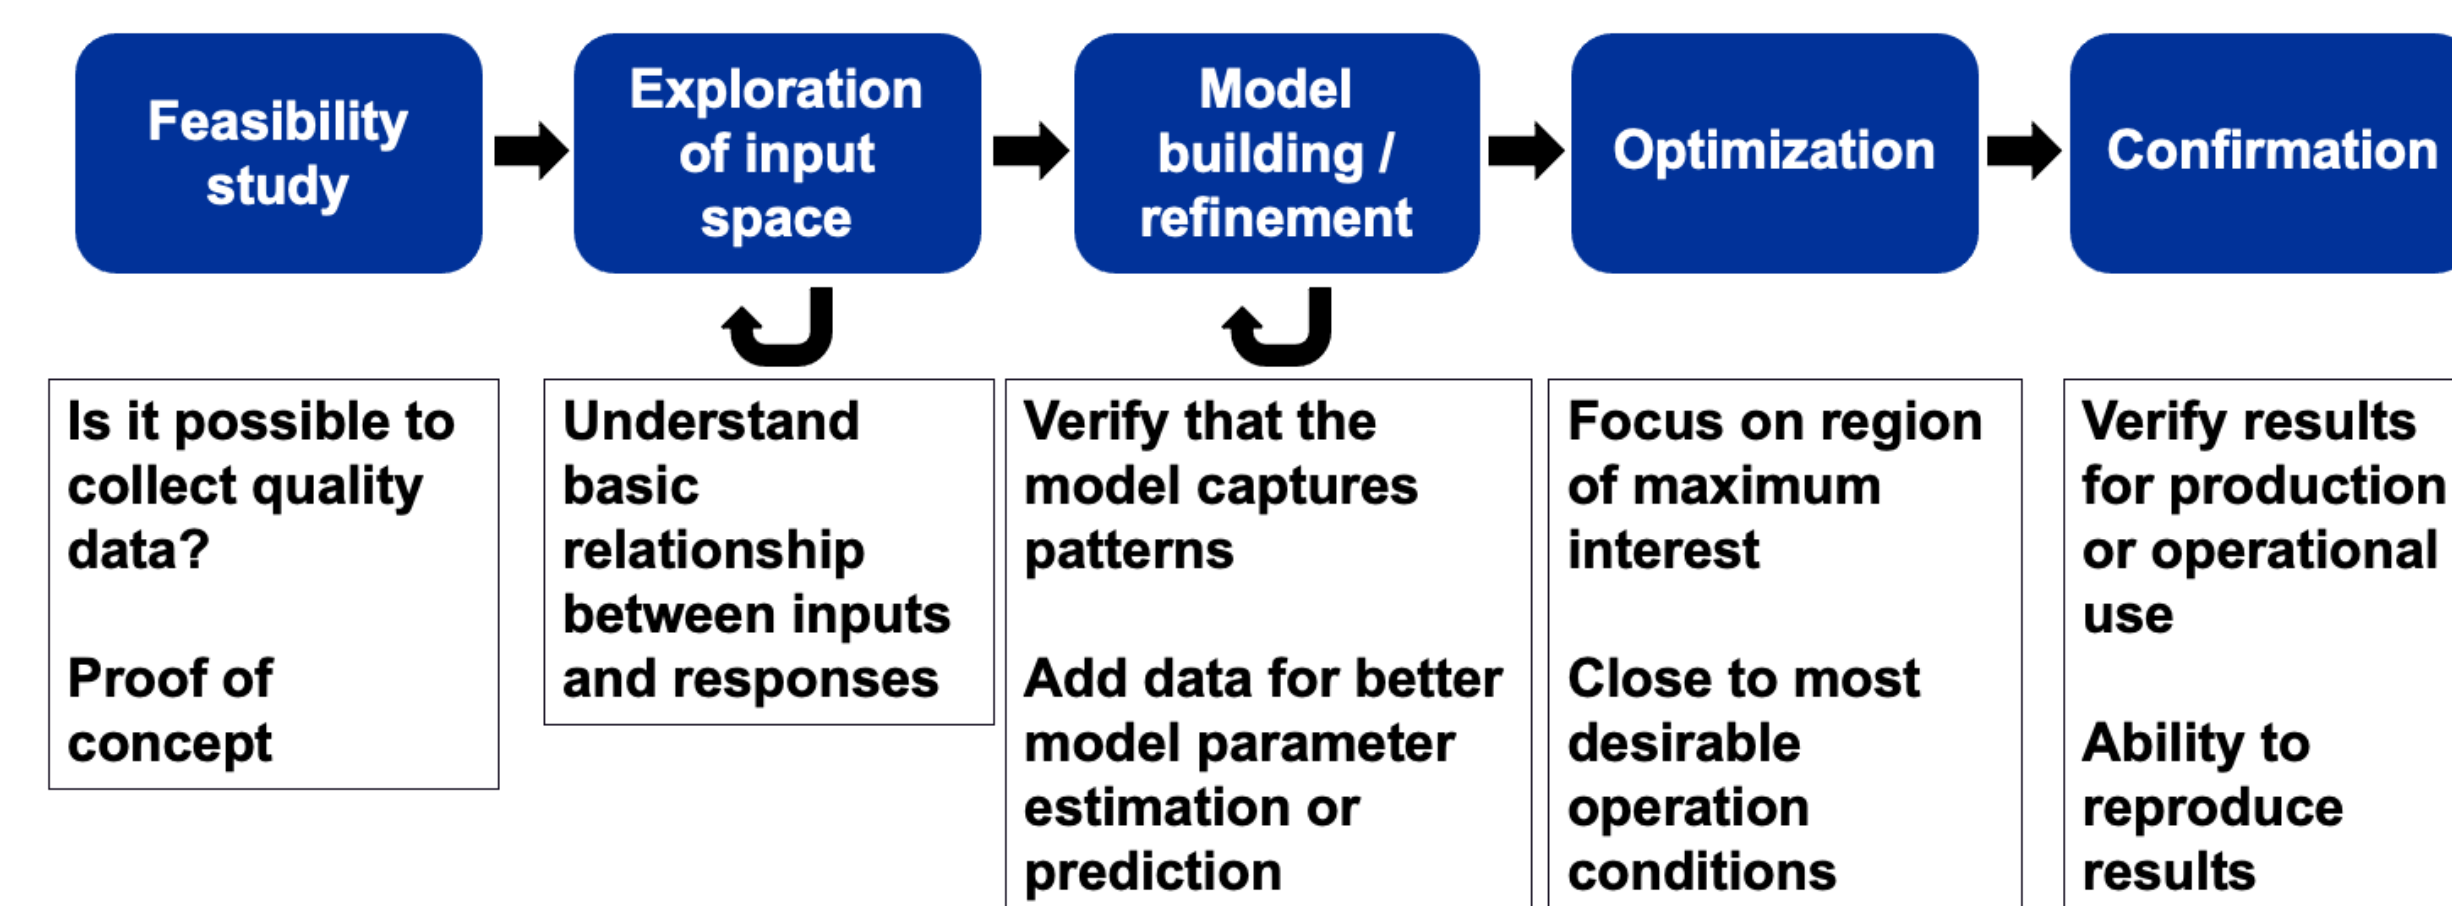 Feasibility
study
Exploration
of input
space
Model
building /
refinement
Optimization
Confirmation
Is it possible to
collect quality
data?
Proof of
concept
Understand
basic
relationship
between inputs
and responses
Verify that the
model captures
patterns
Add data for better
model parameter
estimation or
prediction
Focus on region
of maximum
interest
Close to most
desirable
operation
conditions
Verify results
for production
or operational
use
Ability to
reproduce
results